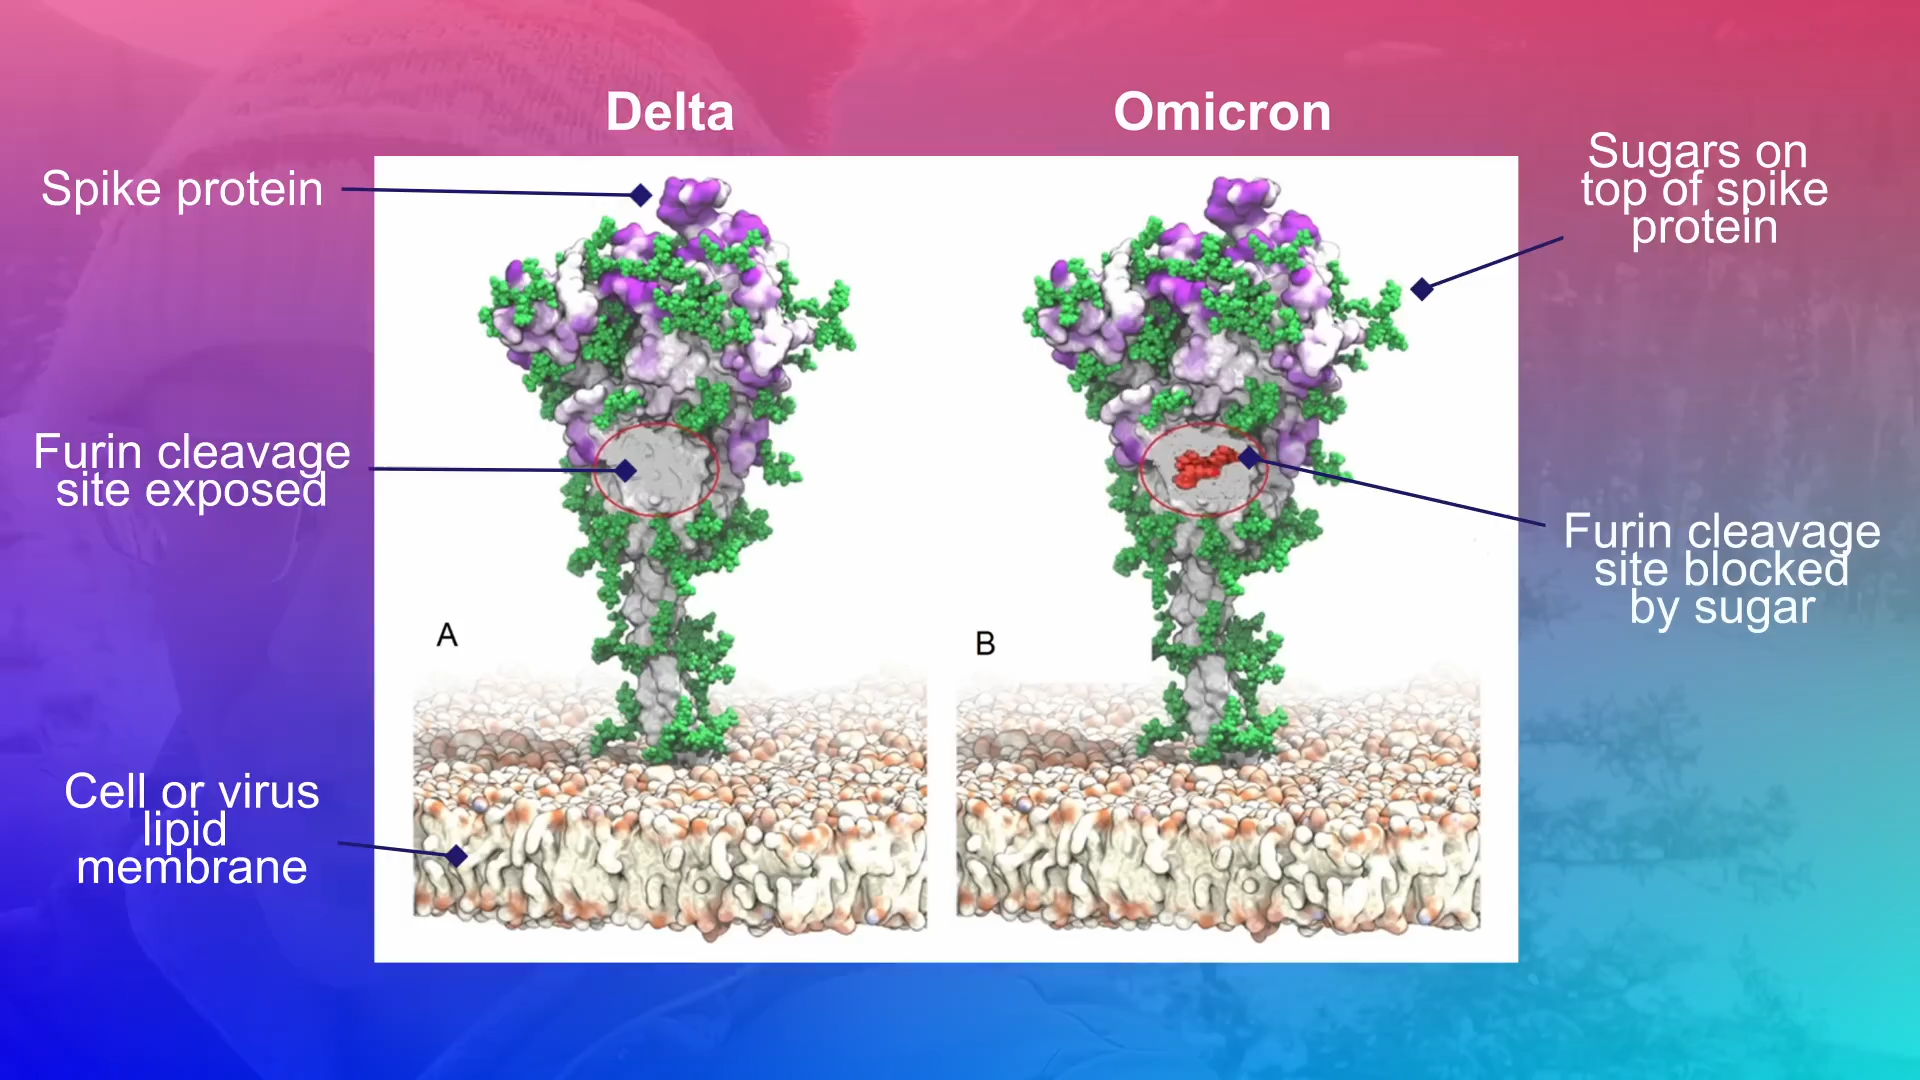 Delta
Omicron
Spike protein
Sugars on
top of spike
protein
Furin cleavage
site exposed
Furin cleavage
site blocked
by sugar
A
B
Cell or virus
lipid
membrane